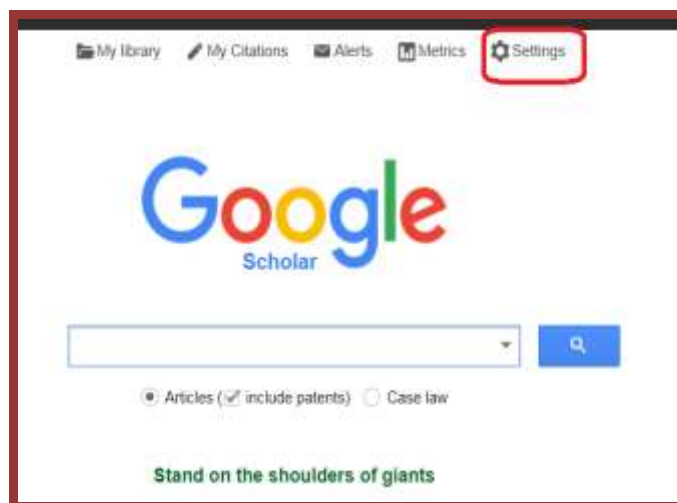 My library My Citations Alerts Metrics Settings
Google
Scholar
Articles (include patents) Case law
Stand on the shoulders of giants